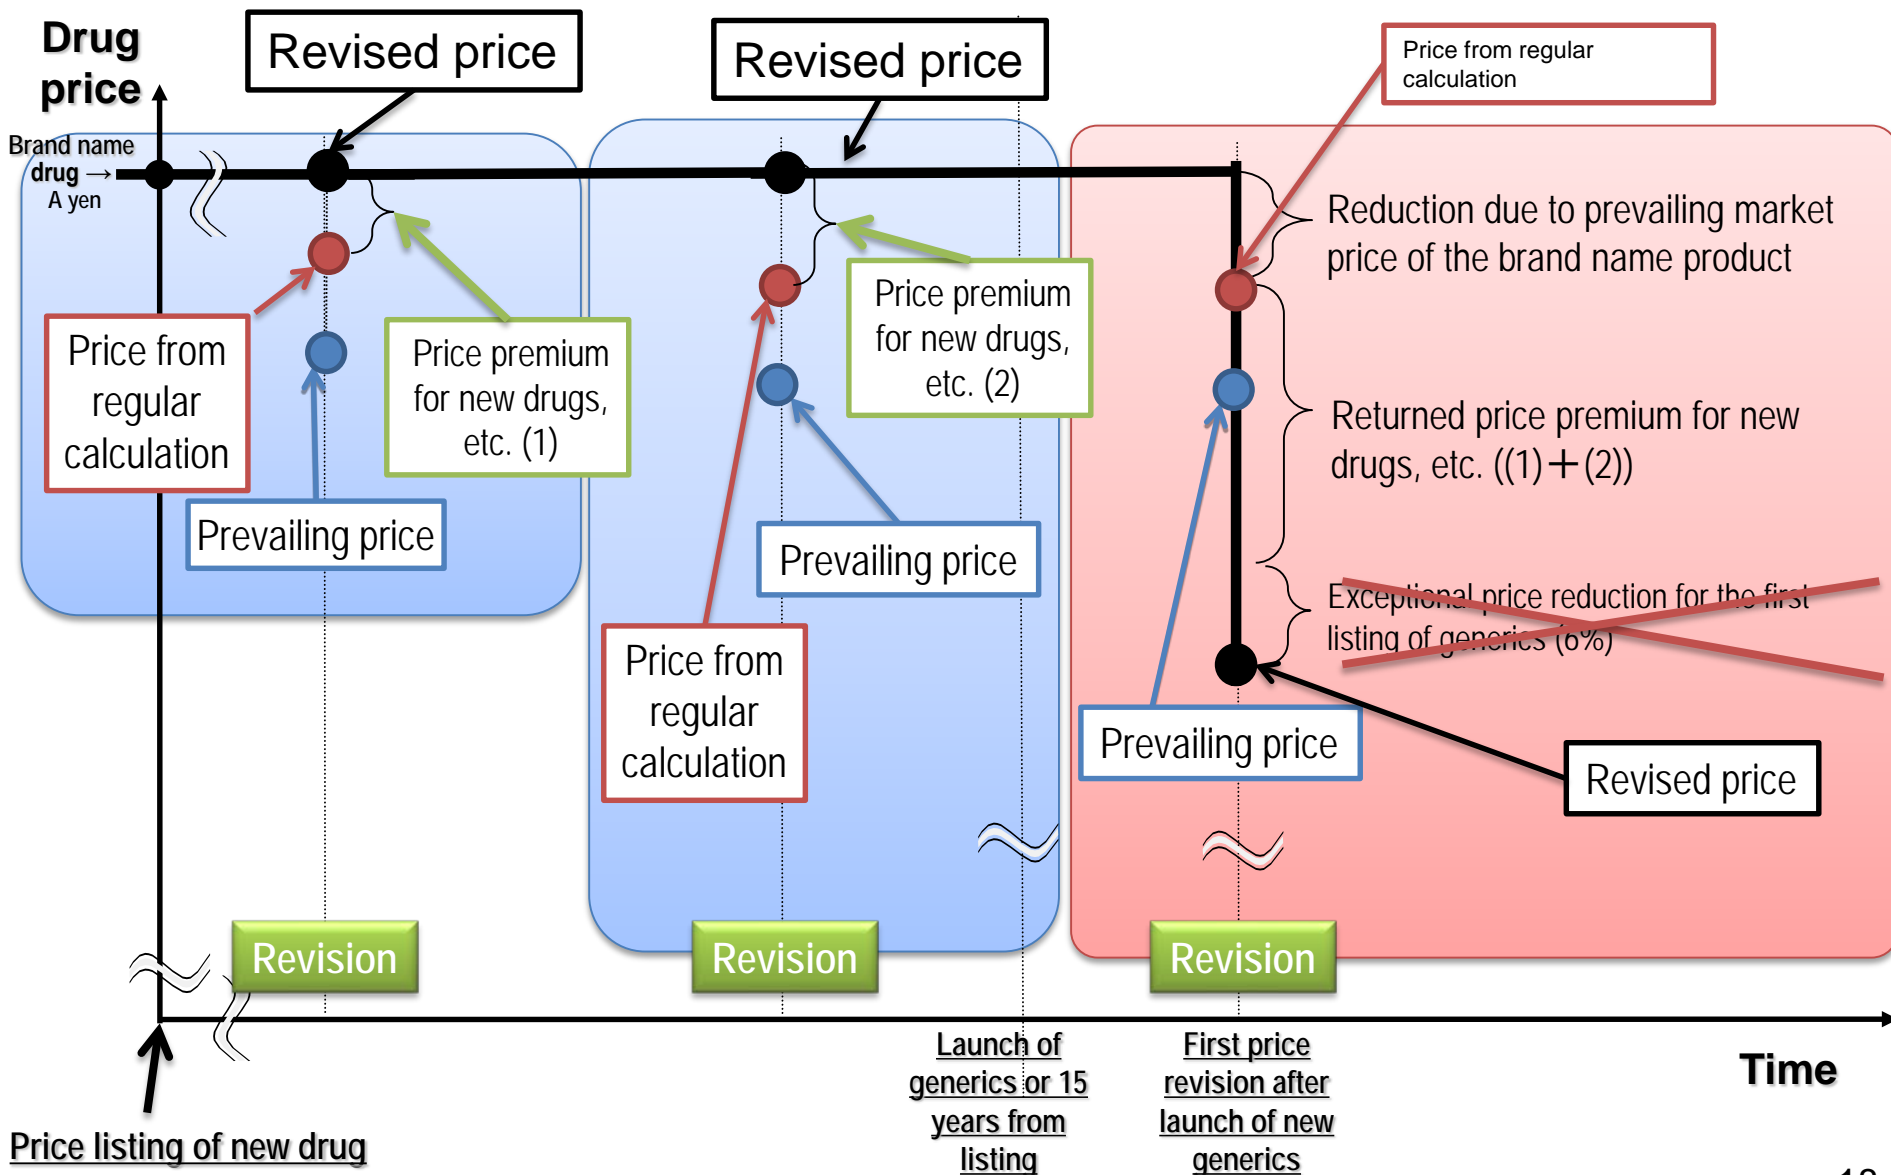 Drug
price
Brand name
drug →
A yen
Revised price
Revised price
Price from regular
calculation
Price from
regular
calculation
Price premium
for new drugs,
etc. (1)
Prevailing price
Price premium
for new drugs,
etc. (2)
Prevailing price
Price from
regular
calculation
Reduction due to prevailing market
price of the brand name product
Returned price premium for new
drugs, etc. ((1)+(2))
Exceptional price reduction for the first
listing of generics (6%)
Prevailing price
Revised price
Revision
Revision
Revision
Launch of
generics or 15
years from
listing
First price
revision after
launch of new
generics
Time
Price listing of new drug